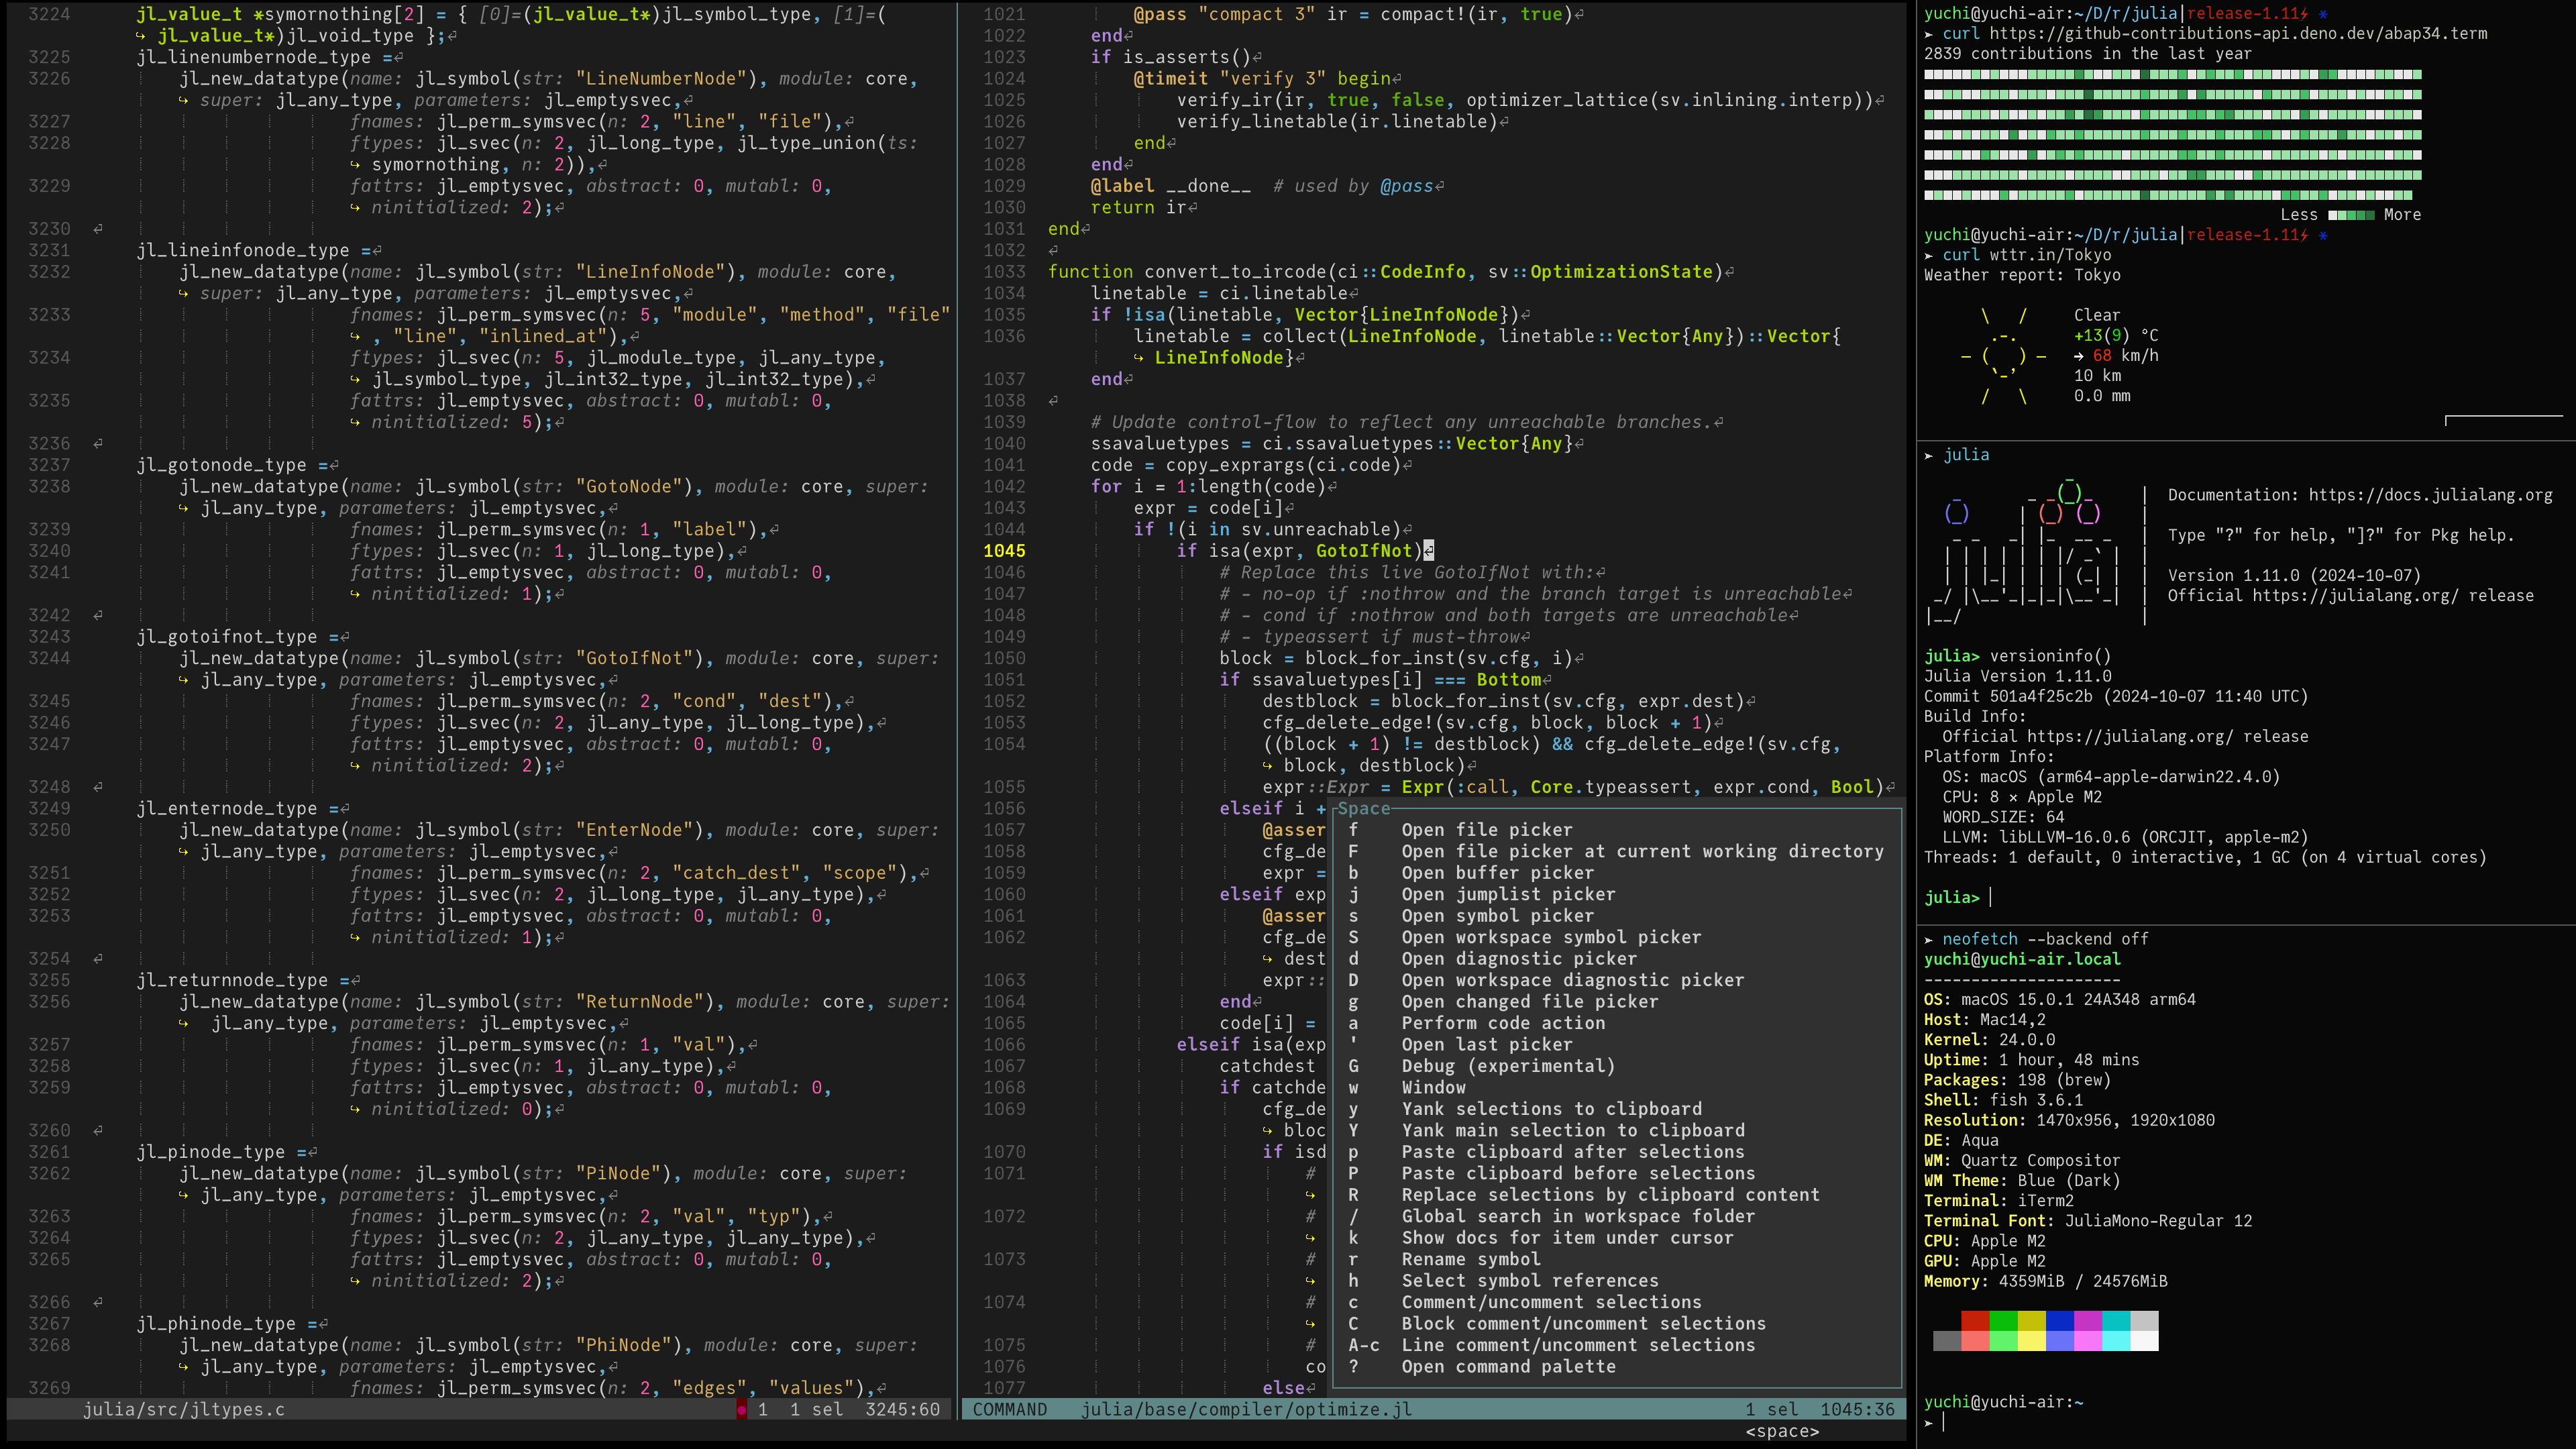 3224 jl_value_t *symornothing[2] = { [0]=(jl_value_t*)jl_symbol_type, [1]=(
↪ jl_value_t*)jl_void_type };⏎
3225 jl_linenumbernode_type =⏎
3226 jl_new_datatype(name: jl_symbol(str: "LineNumberNode"), module: core,
↪ super: jl_any_type, parameters: jl_emptysvec,⏎
3227 fnames: jl_perm_symsvec(n: 2, "line", "file"),⏎
3228 ftypes: jl_svec(n: 2, jl_long_type, jl_type_union(ts:
↪ symornothing, n: 2)),⏎
3229 fattrs: jl_emptysvec, abstract: 0, mutabl: 0,
↪ ninitialized: 2);⏎
3230 ⏎
3231 jl_lineinfonode_type =⏎
3232 jl_new_datatype(name: jl_symbol(str: "LineInfoNode"), module: core,
↪ super: jl_any_type, parameters: jl_emptysvec,⏎
3233 fnames: jl_perm_symsvec(n: 5, "module", "method", "file"
↪ , "line", "inlined_at"),⏎
3234 ftypes: jl_svec(n: 5, jl_module_type, jl_any_type,
↪ jl_symbol_type, jl_int32_type, jl_int32_type),⏎
3235 fattrs: jl_emptysvec, abstract: 0, mutabl: 0,
↪ ninitialized: 5);⏎
3236 ⏎
3237 jl_gotonode_type =⏎
3238 jl_new_datatype(name: jl_symbol(str: "GotoNode"), module: core, super:
↪ jl_any_type, parameters: jl_emptysvec,⏎
3239 fnames: jl_perm_symsvec(n: 1, "label"),⏎
3240 ftypes: jl_svec(n: 1, jl_long_type),⏎
3241 fattrs: jl_emptysvec, abstract: 0, mutabl: 0,
↪ ninitialized: 1);⏎
3242 ⏎
3243 jl_gotoifnot_type =⏎
3244 jl_new_datatype(name: jl_symbol(str: "GotoIfNot"), module: core, super:
↪ jl_any_type, parameters: jl_emptysvec,⏎
3245 fnames: jl_perm_symsvec(n: 2, "cond", "dest"),⏎
3246 ftypes: jl_svec(n: 2, jl_any_type, jl_long_type),⏎
3247 fattrs: jl_emptysvec, abstract: 0, mutabl: 0,
↪ ninitialized: 2);⏎
3248 ⏎
3249 jl_enternode_type =⏎
3250 jl_new_datatype(name: jl_symbol(str: "EnterNode"), module: core, super:
↪ jl_any_type, parameters: jl_emptysvec,⏎
3251 fnames: jl_perm_symsvec(n: 2, "catch_dest", "scope"),⏎
3252 ftypes: jl_svec(n: 2, jl_long_type, jl_any_type),⏎
3253 fattrs: jl_emptysvec, abstract: 0, mutabl: 0,
↪ ninitialized: 1);⏎
3254 ⏎
3255 jl_returnnode_type =⏎
3256 jl_new_datatype(name: jl_symbol(str: "ReturnNode"), module: core, super:
↪ jl_any_type, parameters: jl_emptysvec,⏎
3257 fnames: jl_perm_symsvec(n: 1, "val"),⏎
3258 ftypes: jl_svec(n: 1, jl_any_type),⏎
3259 fattrs: jl_emptysvec, abstract: 0, mutabl: 0,
↪ ninitialized: 0);⏎
3260 ⏎
3261 jl_pinode_type =⏎
3262 jl_new_datatype(name: jl_symbol(str: "PiNode"), module: core, super:
↪ jl_any_type, parameters: jl_emptysvec,⏎
3263 fnames: jl_perm_symsvec(n: 2, "val", "typ"),⏎
3264 ftypes: jl_svec(n: 2, jl_any_type, jl_any_type),⏎
3265 fattrs: jl_emptysvec, abstract: 0, mutabl: 0,
↪ ninitialized: 2);⏎
3266 ⏎
3267 jl_phinode_type =⏎
3268 jl_new_datatype(name: jl_symbol(str: "PhiNode"), module: core, super:
↪ jl_any_type, parameters: jl_emptysvec,⏎
3269 fnames: jl_perm_symsvec(n: 2, "edges", "values"),⏎
julia/src/jltypes.c ● 1 1 sel 3245:60
1021 @pass "compact 3" ir = compact!(ir, true)⏎
1022 end⏎
1023 if is_asserts()⏎
1024 @timeit "verify 3" begin⏎
1025 verify_ir(ir, true, false, optimizer_lattice(sv.inlining.interp))⏎
1026 verify_linetable(ir.linetable)⏎
1027 end⏎
1028 end⏎
1029 @label __done__ # used by @pass⏎
1030 return ir⏎
1031 end⏎
1032 ⏎
1033 function convert_to_ircode(ci::CodeInfo, sv::OptimizationState)⏎
1034 linetable = ci.linetable⏎
1035 if !isa(linetable, Vector{LineInfoNode})⏎
1036 linetable = collect(LineInfoNode, linetable::Vector{Any})::Vector{
↪ LineInfoNode}⏎
1037 end⏎
1038 ⏎
1039 # Update control-flow to reflect any unreachable branches.⏎
1040 ssavaluetypes = ci.ssavaluetypes::Vector{Any}⏎
1041 code = copy_exprargs(ci.code)⏎
1042 for i = 1:length(code)⏎
1043 expr = code[i]⏎
1044 if !(i in sv.unreachable)⏎
1045 if isa(expr, GotoIfNot)⏎
1046 # Replace this live GotoIfNot with:⏎
1047 # - no-op if :nothrow and the branch target is unreachable⏎
1048 # - cond if :nothrow and both targets are unreachable⏎
1049 # - typeassert if must-throw⏎
1050 block = block_for_inst(sv.cfg, i)⏎
1051 if ssavaluetypes[i] === Bottom⏎
1052 destblock = block_for_inst(sv.cfg, expr.dest)⏎
1053 cfg_delete_edge!(sv.cfg, block, block + 1)⏎
1054 ((block + 1) != destblock) && cfg_delete_edge!(sv.cfg,
↪ block, destblock)⏎
1055 expr::Expr = Expr(:call, Core.typeassert, expr.cond, Bool)⏎
1056 elseif i +
1057 @asser
1058 cfg_de
1059 expr =
1060 elseif exp
1061 @asser
1062 cfg_de
↪ dest
1063 expr::
1064 end⏎
1065 code[i] =
1066 elseif isa(exp
1067 catchdest
1068 if catchde
1069 cfg_de
↪ bloc
1070 if isd
1071 #
↪
1072 #
↪
1073 #
↪
1074 #
↪
1075 #
1076 co
1077 else⏎
Space
f Open file picker
F Open file picker at current working directory
b Open buffer picker
j Open jumplist picker
s Open symbol picker
S Open workspace symbol picker
d Open diagnostic picker
D Open workspace diagnostic picker
g Open changed file picker
a Perform code action
' Open last picker
G Debug (experimental)
w Window
y Yank selections to clipboard
Y Yank main selection to clipboard
p Paste clipboard after selections
P Paste clipboard before selections
R Replace selections by clipboard content
/ Global search in workspace folder
k Show docs for item under cursor
r Rename symbol
h Select symbol references
c Comment/uncomment selections
C Block comment/uncomment selections
A-c Line comment/uncomment selections
? Open command palette
COMMAND julia/base/compiler/optimize.jl 1 sel 1045:36
<space>
yuchi@yuchi-air:~/D/r/julia|release-1.11⚡ *
➤ curl https://github-contributions-api.deno.dev/abap34.term
2839 contributions in the last year
Less More
yuchi@yuchi-air:~/D/r/julia|release-1.11⚡ *
➤ curl wttr.in/Tokyo
Weather report: Tokyo
\ / Clear
.-. +13(9) °C
― ( ) ― → 68 km/h
`-' 10 km
/ \ 0.0 mm
➤ julia
_
_ _ _(_)_ | Documentation: https://docs.julialang.org
(_) | (_) (_) |
_ _ _| |_ __ _ | Type "?" for help, "]?" for Pkg help.
| | | | | | |/ _` | |
| | |_| | | | (_| | | Version 1.11.0 (2024-10-07)
_/ |\__'_|_|_|\__'_| | Official https://julialang.org/ release
|__/ |
julia> versioninfo()
Julia Version 1.11.0
Commit 501a4f25c2b (2024-10-07 11:40 UTC)
Build Info:
Official https://julialang.org/ release
Platform Info:
OS: macOS (arm64-apple-darwin22.4.0)
CPU: 8 × Apple M2
WORD_SIZE: 64
LLVM: libLLVM-16.0.6 (ORCJIT, apple-m2)
Threads: 1 default, 0 interactive, 1 GC (on 4 virtual cores)
julia>
➤ neofetch --backend off
yuchi@yuchi-air.local
---------------------
OS: macOS 15.0.1 24A348 arm64
Host: Mac14,2
Kernel: 24.0.0
Uptime: 1 hour, 48 mins
Packages: 198 (brew)
Shell: fish 3.6.1
Resolution: 1470x956, 1920x1080
DE: Aqua
WM: Quartz Compositor
WM Theme: Blue (Dark)
Terminal: iTerm2
Terminal Font: JuliaMono-Regular 12
CPU: Apple M2
GPU: Apple M2
Memory: 4359MiB / 24576MiB
yuchi@yuchi-air:~
➤